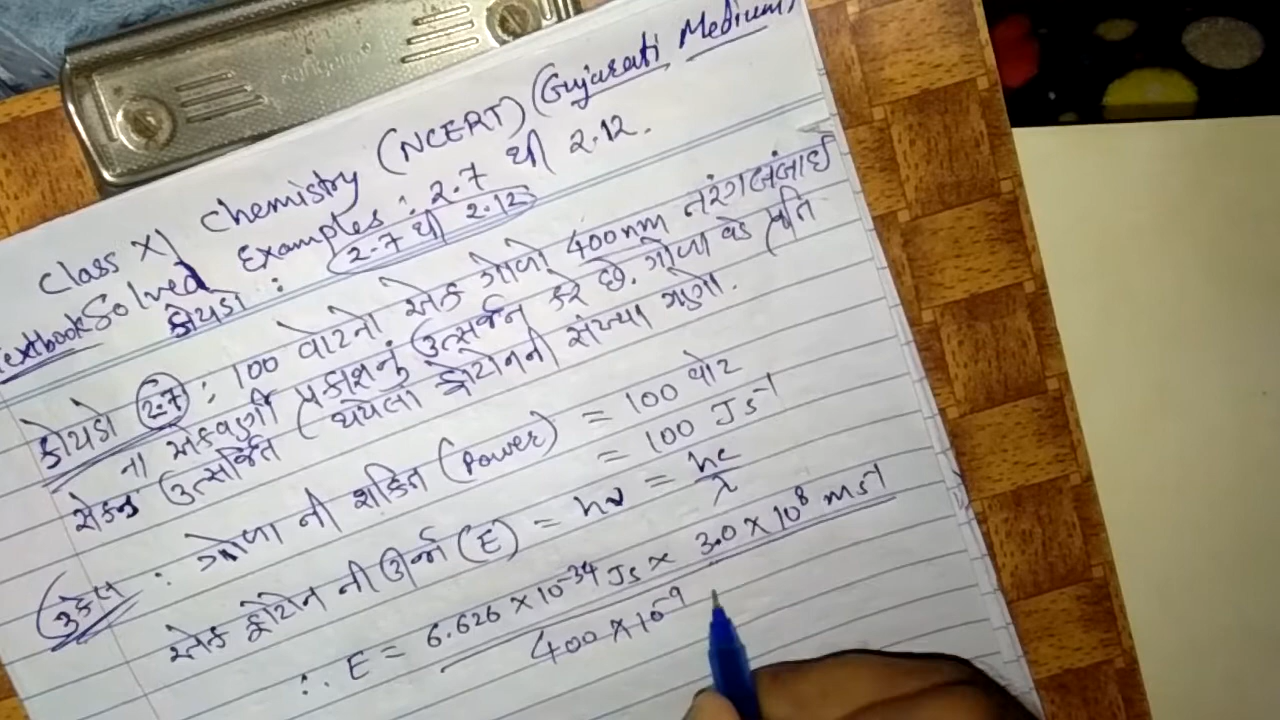 Class XI Chemistry (NCERT) (Gujarati Medium)
Textbook Solved Examples : 2.7 થી 2.12.
કોયડો : 2.7 થી 2.12
કોયડો 2.7 : 100 વોટનો એક ગોળો 400nm તરંગલંબાઈ
ના એકવર્ણી પ્રકાશનું ઉત્સર્જન કરે છે. ગોળા વડે પ્રતિ
સેકન્ડ ઉત્સર્જિત થયેલા ફોટોનની સંખ્યા ગણો.
ઉકેલ : ગોળા ની શક્તિ (Power) = 100 વોટ
= 100 Js⁻¹
એક ફોટોન ની ઊર્જા (E) = hν = hc/λ
∴ E = 6.626 × 10⁻³⁴ Js × 3.0 × 10⁸ ms⁻¹
400 × 10⁻⁹